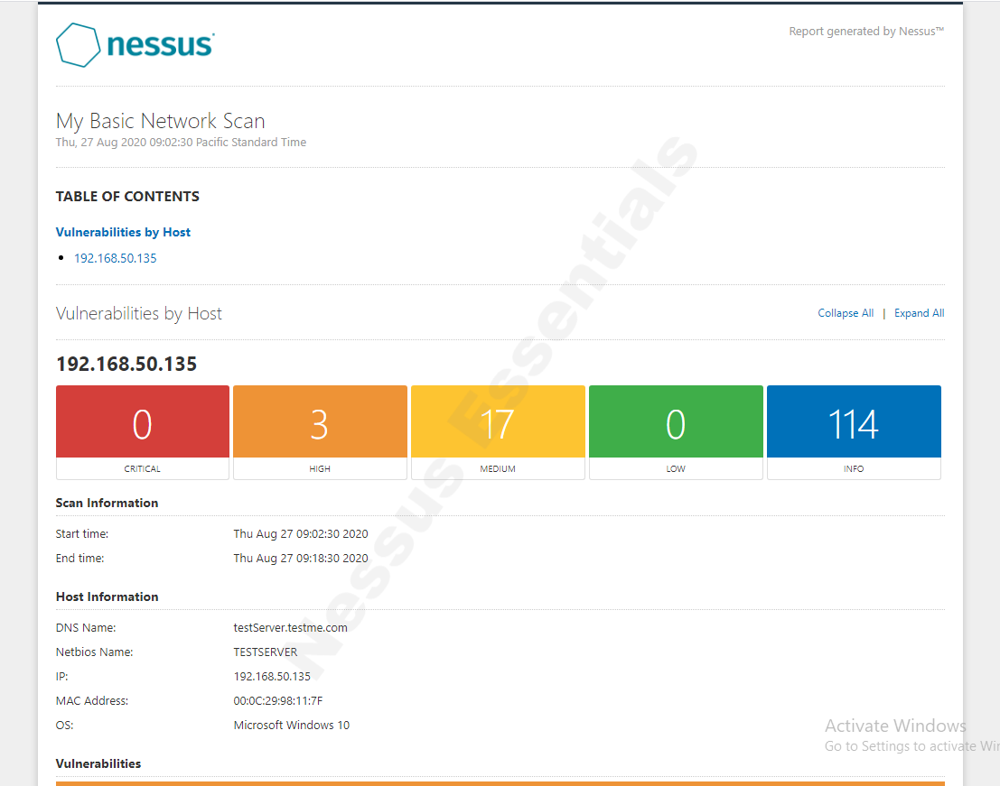 nessus
Report generated by Nessus™
My Basic Network Scan
Thu, 27 Aug 2020 09:02:30 Pacific Standard Time
TABLE OF CONTENTS
Vulnerabilities by Host
• 192.168.50.135
Vulnerabilities by Host
Collapse All | Expand All
192.168.50.135
0 3 17 0 114
CRITICAL HIGH MEDIUM LOW INFO
Scan Information
Start time: Thu Aug 27 09:02:30 2020
End time: Thu Aug 27 09:18:30 2020
Host Information
DNS Name: testServer.testme.com
Netbios Name: TESTSERVER
IP: 192.168.50.135
MAC Address: 00:0C:29:98:11:7F
OS: Microsoft Windows 10
Vulnerabilities
Nessus Essentials
Activate Windows
Go to Settings to activate Wi